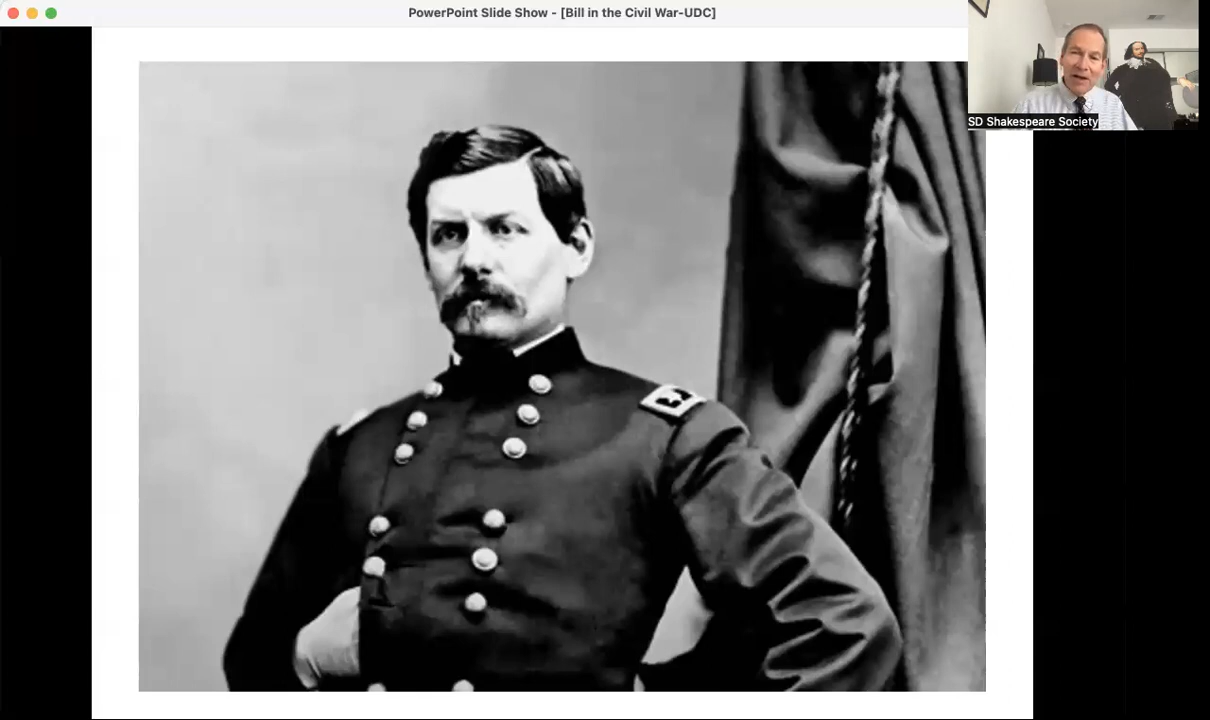 PowerPoint Slide Show - [Bill in the Civil War-UDC]
SD Shakespeare Society